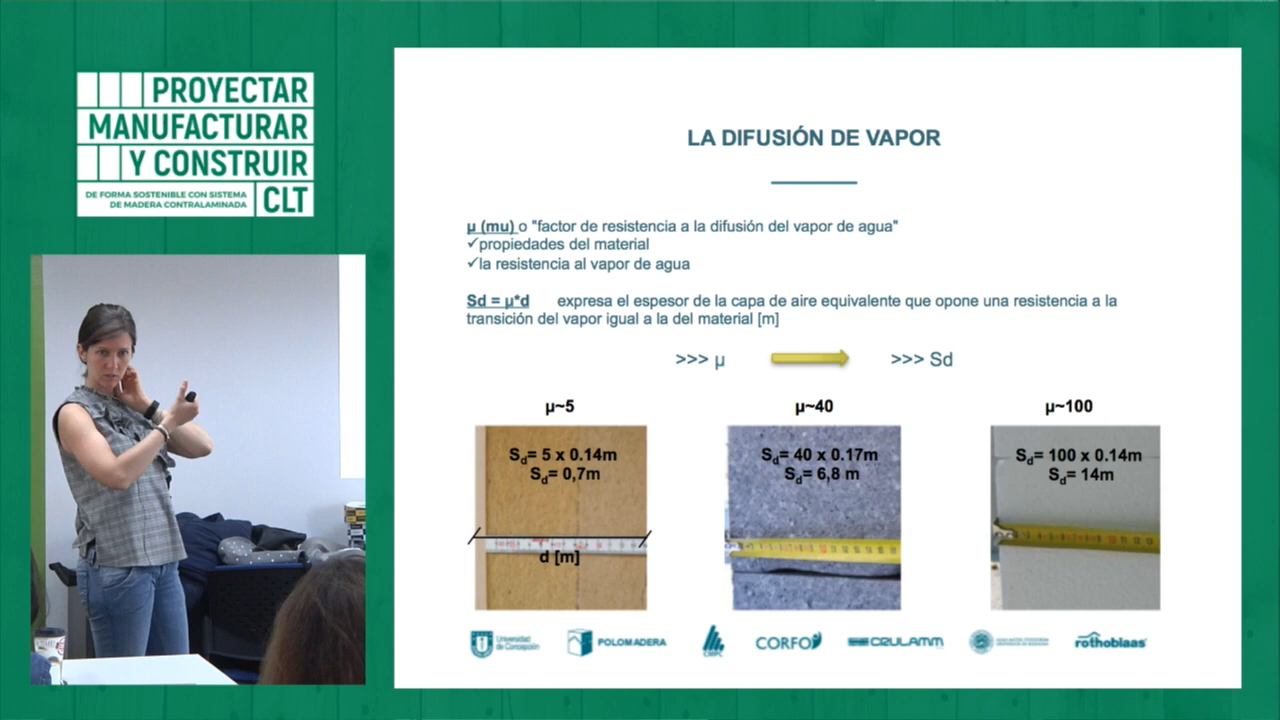 PROYECTAR
MANUFACTURAR
Y CONSTRUIR
DE FORMA SOSTENIBLE CON SISTEMA
DE MADERA CONTRALAMINADA
CLT
LA DIFUSIÓN DE VAPOR
µ (mu) o "factor de resistencia a la difusión del vapor de agua"
✓propiedades del material
✓la resistencia al vapor de agua
Sd = µ*d expresa el espesor de la capa de aire equivalente que opone una resistencia a la
transición del vapor igual a la del material [m]
>>> µ >>> Sd
µ~5 µ~40 µ~100
Sd= 5 x 0.14m
Sd= 0,7m
d [m]
Sd= 40 x 0.17m
Sd= 6,8 m
Sd= 100 x 0.14m
Sd= 14m
Universidad
de Concepción
POLOMADERA
CORFO
CRULAMM
rothoblaas